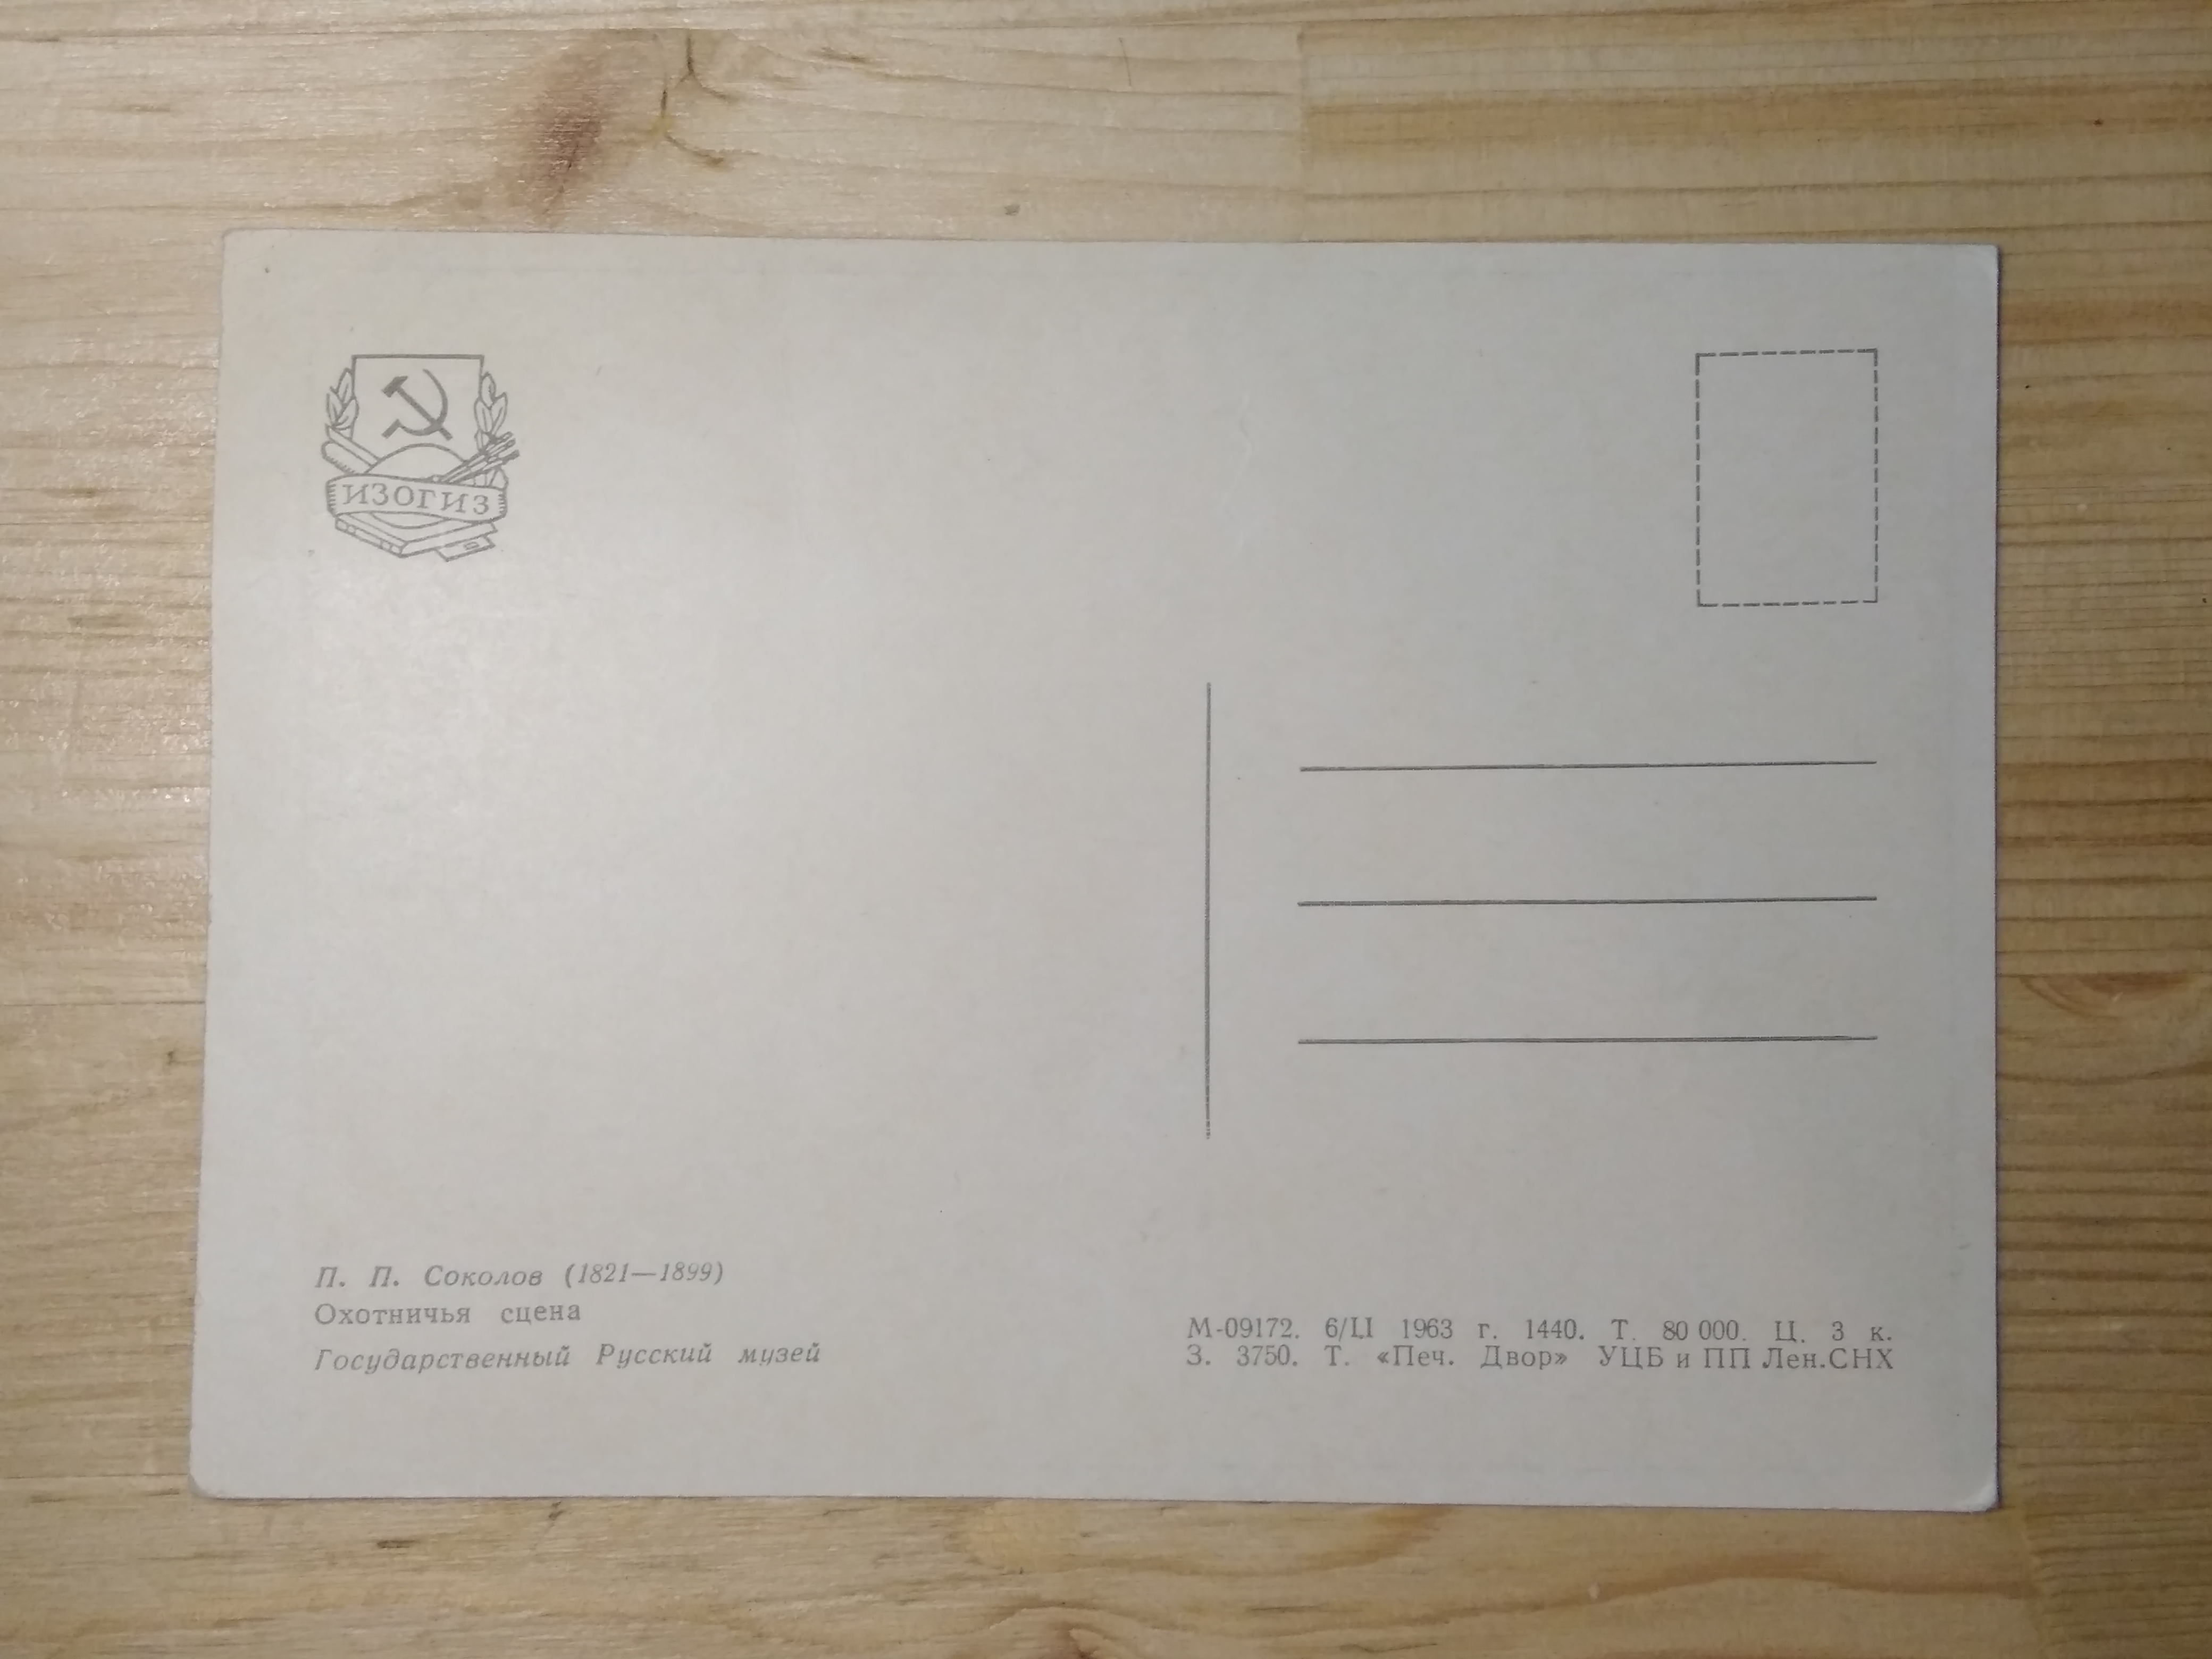 ИЗОГИЗ
П. П. Соколов (1821—1899)
Охотничья сцена
Государственный Русский музей
М-09172. 6/LI 1963 г. 1440. Т. 80 000. Ц. 3 к.
З. 3750. Т. «Печ. Двор» УЦБ и ПП Лен.СНХ